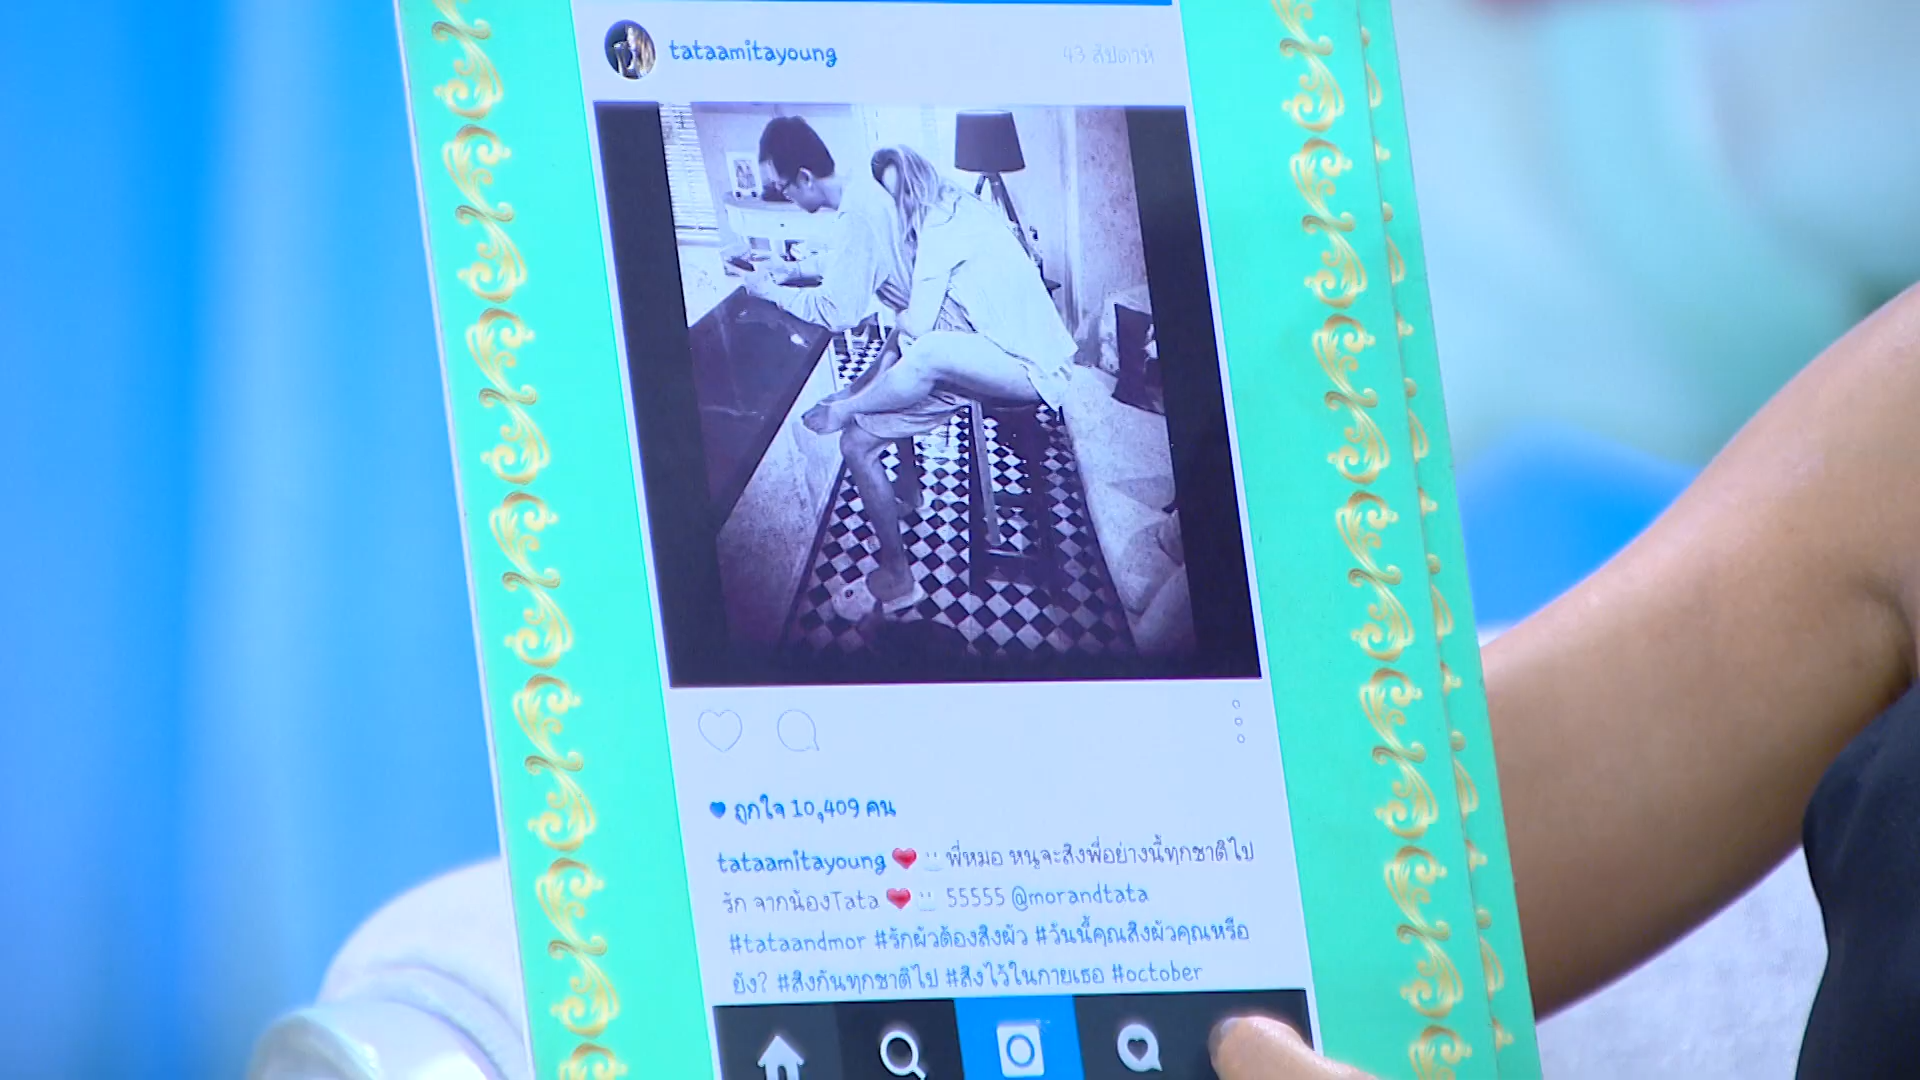 tataamitayoung
43 สัปดาห์
ถูกใจ 10,409 คน
tataamitayoung ❤️ พี่หมอ หนูจะสิงพี่อย่างนี้ทุกชาติไป
รัก จากน้องTata ❤️ 55555 @morandtata
#tataandmor #รักผัวต้องสิงผัว #วันนี้คุณสิงผัวคุณหรือ
ยัง? #สิงกันทุกชาติไป #สิงไว้ในกายเธอ #october